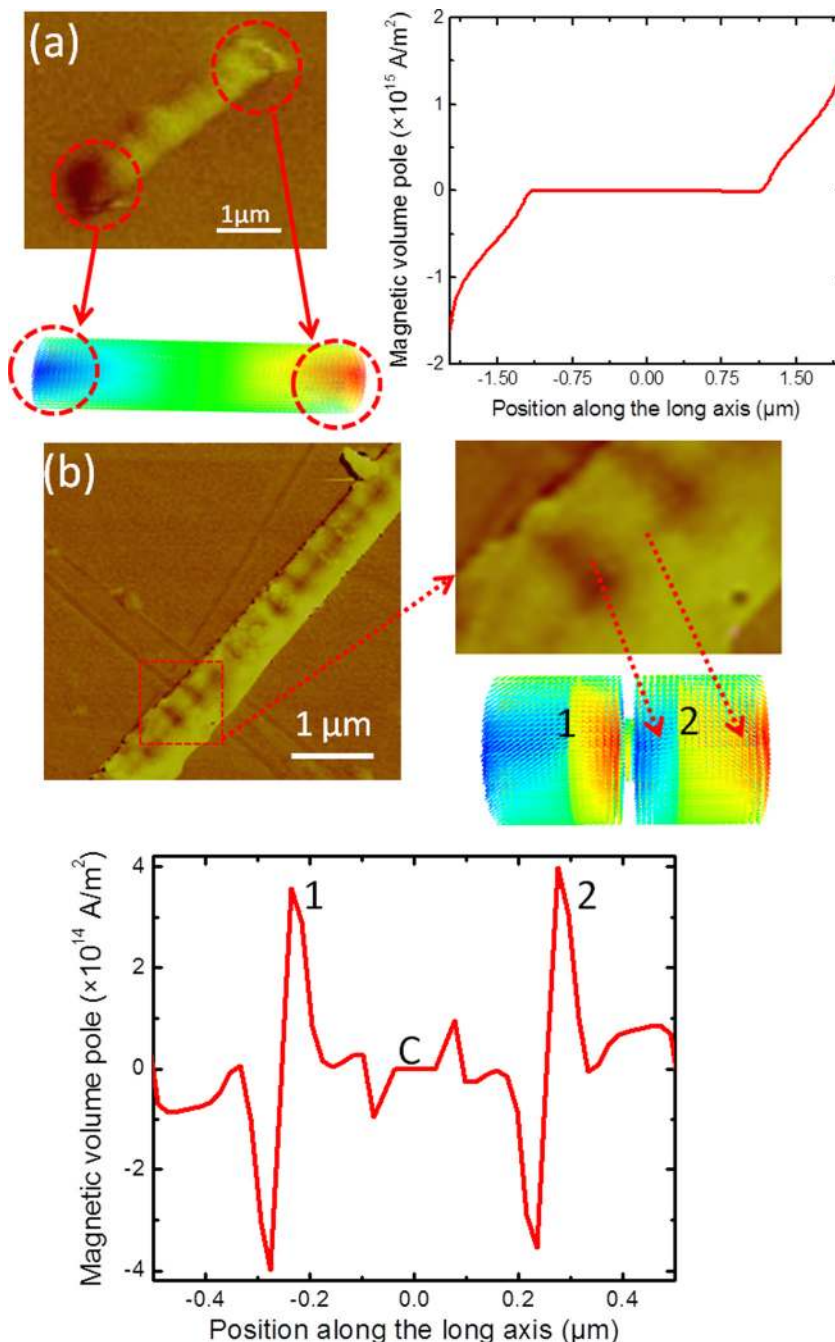 (a)
1μm
Magnetic volume pole (×10¹⁵ A/m²)
2
1
0
-1
-2
-1.50 -0.75 0.00 0.75 1.50
Position along the long axis (μm)
(b)
1 μm
1 2
Magnetic volume pole (×10¹⁴ A/m²)
4
2
0
-2
-4
1 2
C
-0.4 -0.2 0.0 0.2 0.4
Position along the long axis (μm)